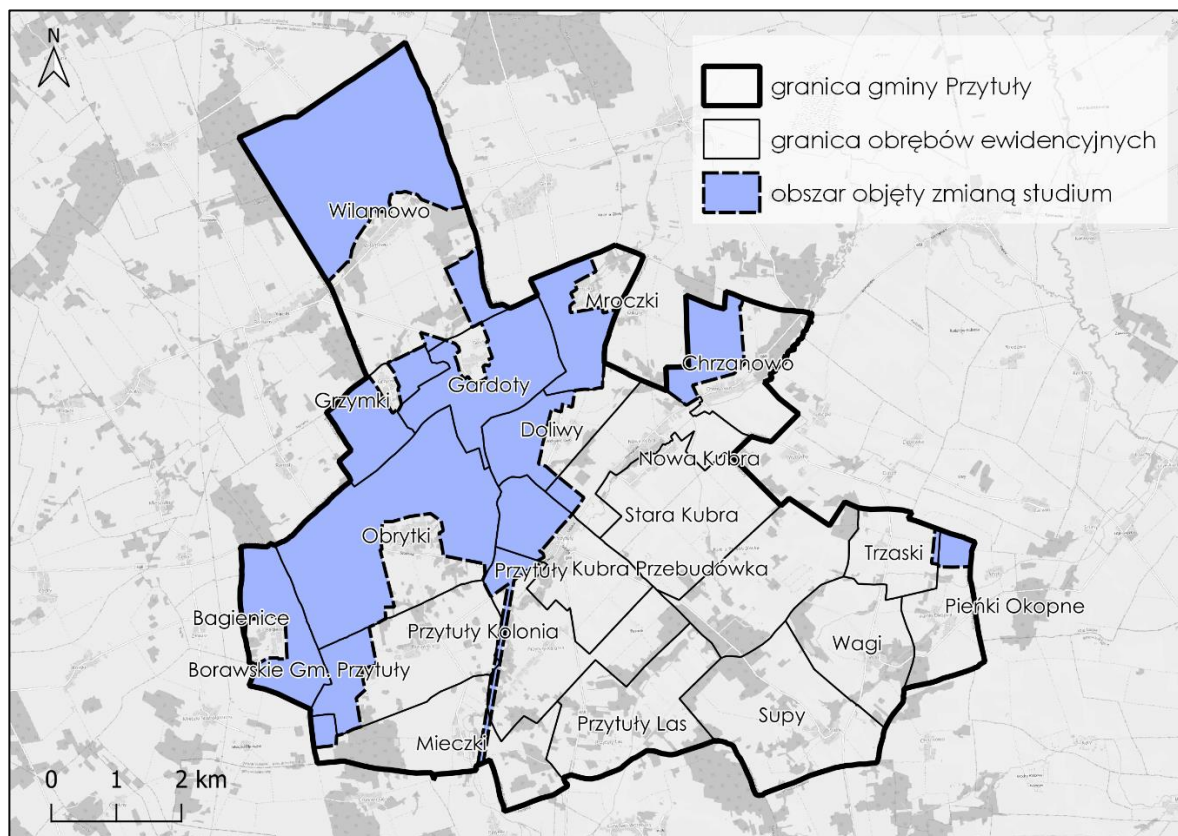 N
granica gminy Przytuły
granica obrębów ewidencyjnych
obszar objęty zmianą studium
Wilamowo
Mroczki
Chrzanowo
Gardoty
Grzymki
Doliwy
Nowa Kubra
Stara Kubra
Obrytki
Trzaski
Przytuły
Kubra Przebudówka
Pieńki Okopne
Bagienice
Przytuły Kolonia
Wagi
Borawskie Gm. Przytuły
Supy
Przytuły Las
Mieczki
0 1 2 km